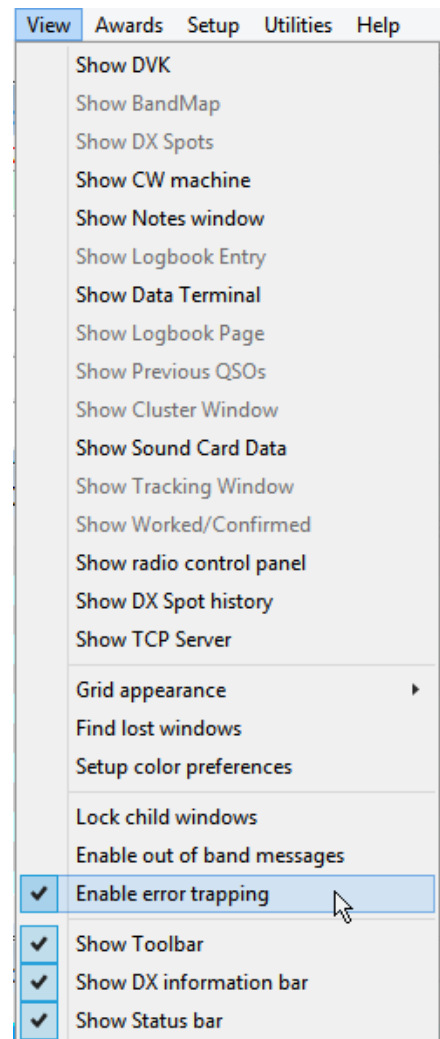 View Awards Setup Utilities Help
Show DVK
Show BandMap
Show DX Spots
Show CW machine
Show Notes window
Show Logbook Entry
Show Data Terminal
Show Logbook Page
Show Previous QSOs
Show Cluster Window
Show Sound Card Data
Show Tracking Window
Show Worked/Confirmed
Show radio control panel
Show DX Spot history
Show TCP Server
Grid appearance
Find lost windows
Setup color preferences
Lock child windows
Enable out of band messages
Enable error trapping
Show Toolbar
Show DX information bar
Show Status bar